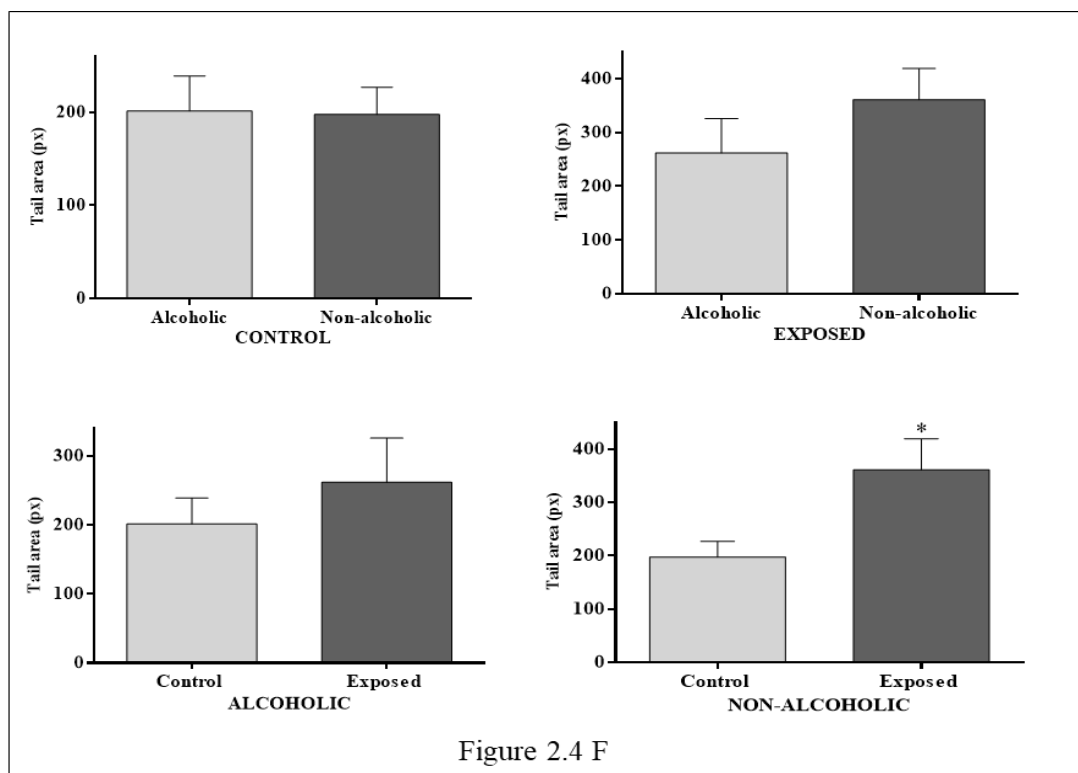 Tail area (px)
200
100
0
Alcoholic Non-alcoholic
CONTROL
Tail area (px)
400
300
200
100
0
Alcoholic Non-alcoholic
EXPOSED
Tail area (px)
300
200
100
0
Control Exposed
ALCOHOLIC
Tail area (px)
400
300
200
100
0
*
Control Exposed
NON-ALCOHOLIC
Figure 2.4 F